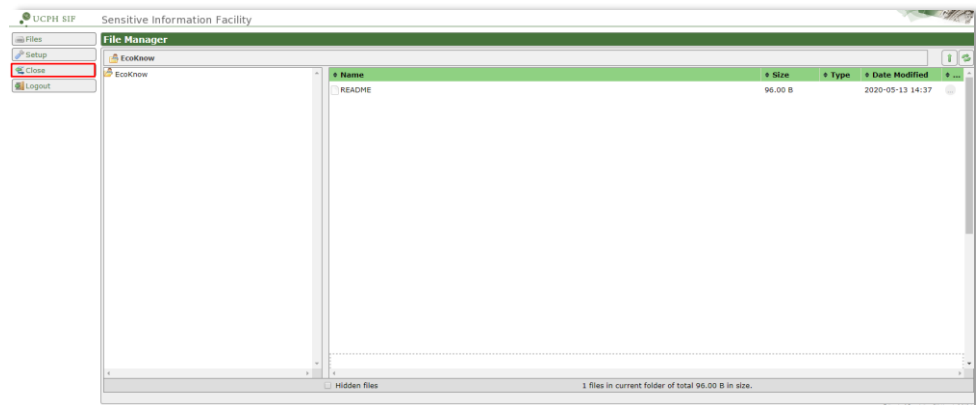 UCPH SIF
Sensitive Information Facility
Files
Setup
Close
Logout
File Manager
EcoKnow
EcoKnow
Name Size Type Date Modified ...
README 96.00 B 2020-05-13 14:37
Hidden files
1 files in current folder of total 96.00 B in size.